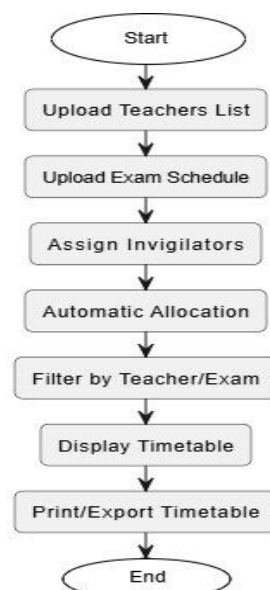 Start
Upload Teachers List
Upload Exam Schedule
Assign Invigilators
Automatic Allocation
Filter by Teacher/Exam
Display Timetable
Print/Export Timetable
End